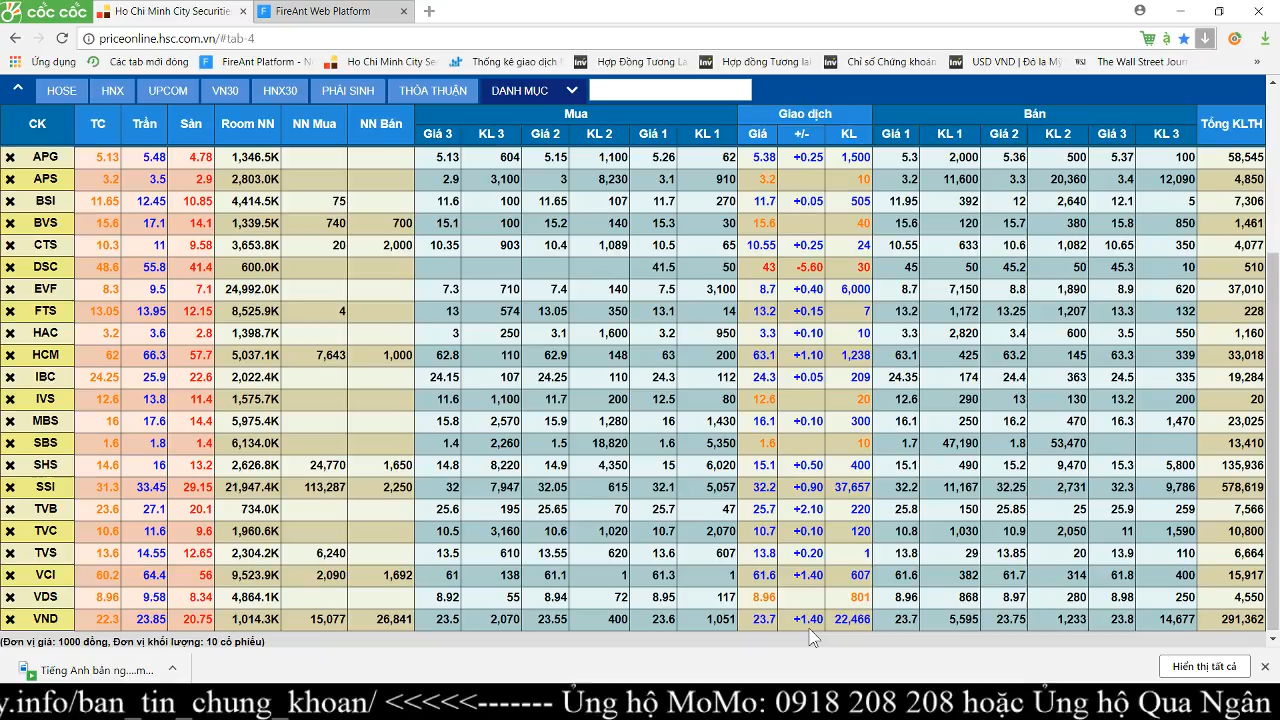 cốc cốc Ho Chi Minh City Securitie FireAnt Web Platform
priceonline.hsc.com.vn/#tab-4
Ứng dụng Các tab mới đóng FireAnt Platform - Ho Chi Minh City Se Thống kê giao dịch Hợp Đồng Tương La Hợp đồng Tương lai Chỉ số Chứng khoán USD VND | Đô la Mỹ WSJ The Wall Street Jour »
HOSE HNX UPCOM VN30 HNX30 PHÁI SINH THỎA THUẬN DANH MỤC
CK TC Trần Sàn Room NN NN Mua NN Bán Mua Giao dịch Bán Tổng KLTH
Giá 3 KL 3 Giá 2 KL 2 Giá 1 KL 1 Giá +/- KL Giá 1 KL 1 Giá 2 KL 2 Giá 3 KL 3
APG 5.13 5.48 4.78 1,346.5K 5.13 604 5.15 1,100 5.26 62 5.38 +0.25 1,500 5.3 2,000 5.36 500 5.37 100 58,545
APS 3.2 3.5 2.9 2,803.0K 2.9 3,100 3 8,230 3.1 910 3.2 10 3.2 11,600 3.3 20,360 3.4 12,090 4,850
BSI 11.65 12.45 10.85 4,414.5K 75 11.6 100 11.65 107 11.7 270 11.7 +0.05 505 11.95 392 12 2,640 12.1 5 7,306
BVS 15.6 17.1 14.1 1,339.5K 740 700 15.1 100 15.2 140 15.3 30 15.6 40 15.6 120 15.7 380 15.8 850 1,461
CTS 10.3 11 9.58 3,653.8K 20 2,000 10.35 903 10.4 1,089 10.5 65 10.55 +0.25 24 10.55 633 10.6 1,082 10.65 350 4,077
DSC 48.6 55.8 41.4 600.0K 41.5 50 43 -5.60 30 45 50 45.2 50 45.3 10 510
EVF 8.3 9.5 7.1 24,992.0K 7.3 710 7.4 140 7.5 3,100 8.7 +0.40 6,000 8.7 7,150 8.8 1,890 8.9 620 37,010
FTS 13.05 13.95 12.15 8,525.9K 4 13 574 13.05 350 13.1 14 13.2 +0.15 7 13.2 1,172 13.25 1,207 13.3 132 228
HAC 3.2 3.6 2.8 1,398.7K 3 250 3.1 1,600 3.2 950 3.3 +0.10 10 3.3 2,820 3.4 600 3.5 550 1,160
HCM 62 66.3 57.7 5,037.1K 7,643 1,000 62.8 110 62.9 148 63 200 63.1 +1.10 1,238 63.1 425 63.2 145 63.3 339 33,018
IBC 24.25 25.9 22.6 2,022.4K 24.15 107 24.25 110 24.3 112 24.3 +0.05 209 24.35 174 24.4 363 24.5 335 19,284
IVS 12.6 13.8 11.4 1,575.7K 11.6 1,100 11.7 200 12.5 80 12.6 20 12.6 290 13 130 13.2 200 20
MBS 16 17.6 14.4 5,975.4K 15.8 2,570 15.9 1,280 16 1,430 16.1 +0.10 300 16.1 250 16.2 470 16.3 1,470 23,025
SBS 1.6 1.8 1.4 6,134.0K 1.4 2,260 1.5 18,820 1.6 5,350 1.6 10 1.7 47,190 1.8 53,470 13,410
SHS 14.6 16 13.2 2,626.8K 24,770 1,650 14.8 8,220 14.9 4,350 15 6,020 15.1 +0.50 400 15.1 490 15.2 9,470 15.3 5,800 135,936
SSI 31.3 33.45 29.15 21,947.4K 113,287 2,250 32 7,947 32.05 615 32.1 5,057 32.2 +0.90 37,657 32.2 11,167 32.25 2,731 32.3 9,786 578,619
TVB 23.6 27.1 20.1 734.0K 25.6 195 25.65 70 25.7 47 25.7 +2.10 220 25.8 150 25.85 25 25.9 259 7,566
TVC 10.6 11.6 9.6 1,960.6K 10.5 3,160 10.6 1,020 10.7 2,070 10.7 +0.10 120 10.8 1,030 10.9 2,050 11 1,590 10,800
TVS 13.6 14.55 12.65 2,304.2K 6,240 13.5 610 13.55 620 13.6 607 13.8 +0.20 1 13.8 29 13.85 20 13.9 110 6,664
VCI 60.2 64.4 56 9,523.9K 2,090 1,692 61 138 61.1 1 61.3 1 61.6 +1.40 607 61.6 382 61.7 314 61.8 400 15,917
VDS 8.96 9.58 8.34 4,864.1K 8.92 55 8.94 72 8.95 117 8.96 801 8.96 868 8.97 280 8.98 250 4,550
VND 22.3 23.85 20.75 1,014.3K 15,077 26,841 23.5 2,070 23.55 400 23.6 1,051 23.7 +1.40 22,466 23.7 5,595 23.75 1,233 23.8 14,677 291,362
(Đơn vị giá: 1000 đồng, Đơn vị khối lượng: 10 cổ phiếu)
Tiếng Anh bản ng....m... Hiển thị tất cả
y.info/ban_tin_chung_khoan/ <<<<<------- Ủng hộ MoMo: 0918 208 208 hoặc Ủng hộ Qua Ngân